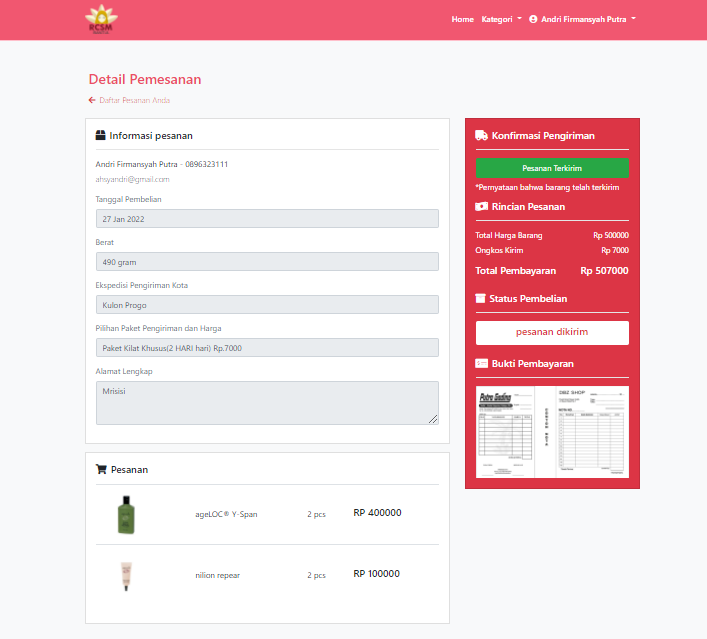 RCSM
Home Kategori Andri Firmansyah Putra
Detail Pemesanan
Daftar Pesanan Anda
Informasi pesanan
Andri Firmansyah Putra - 0896323111
ahsyandri@gmail.com
Tanggal Pembelian
27 Jan 2022
Berat
490 gram
Ekspedisi Pengiriman Kota
Kulon Progo
Pilihan Paket Pengiriman dan Harga
Paket Kilat Khusus(2 HARI hari) Rp.7000
Alamat Lengkap
Mrisisi
Pesanan
ageLOC® Y-Span 2 pcs RP 400000
nilion repear 2 pcs RP 100000
Konfirmasi Pengiriman
Pesanan Terkirim
*Pernyataan bahwa barang telah terkirim
Rincian Pesanan
Total Harga Barang Rp 500000
Ongkos Kirim Rp 7000
Total Pembayaran Rp 507000
Status Pembelian
pesanan dikirim
Bukti Pembayaran
Putra Gading
DBZ SHOP